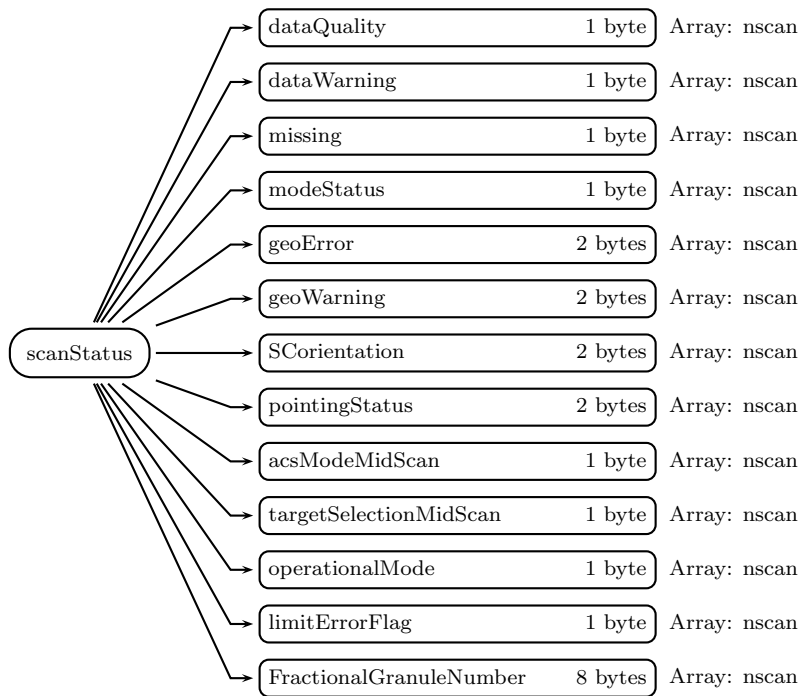 dataQuality 1 byte Array: nscan
dataWarning 1 byte Array: nscan
missing 1 byte Array: nscan
modeStatus 1 byte Array: nscan
geoError 2 bytes Array: nscan
geoWarning 2 bytes Array: nscan
scanStatus SCorientation 2 bytes Array: nscan
pointingStatus 2 bytes Array: nscan
acsModeMidScan 1 byte Array: nscan
targetSelectionMidScan 1 byte Array: nscan
operationalMode 1 byte Array: nscan
limitErrorFlag 1 byte Array: nscan
FractionalGranuleNumber 8 bytes Array: nscan